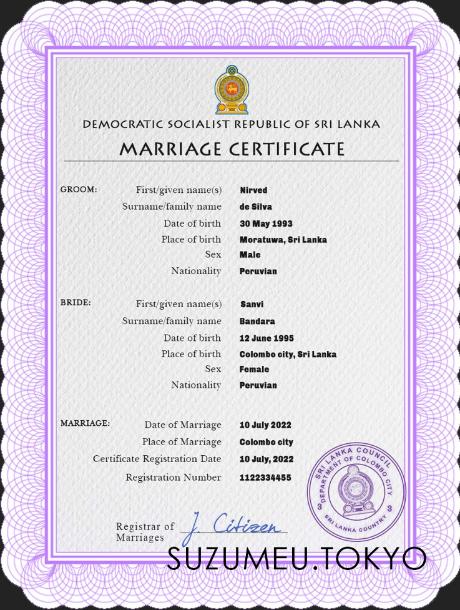 DEMOCRATIC SOCIALIST REPUBLIC OF SRI LANKA
MARRIAGE CERTIFICATE
GROOM: First/given name(s) Nirved
Surname/family name de Silva
Date of birth 30 May 1993
Place of birth Moratuwa, Sri Lanka
Sex Male
Nationality Peruvian
BRIDE: First/given name(s) Sanvi
Surname/family name Bandara
Date of birth 12 June 1995
Place of birth Colombo city, Sri Lanka
Sex Female
Nationality Peruvian
MARRIAGE: Date of Marriage 10 July 2022
Place of Marriage Colombo city
Certificate Registration Date 10 July, 2022
Registration Number 1122334455
SRI LANKA COUNCIL
DEPARTMENT OF COLOMBO CITY
SRI LANKA COUNTRY
Registrar of
Marriages J. Citizen
SUZUMEU.TOKYO